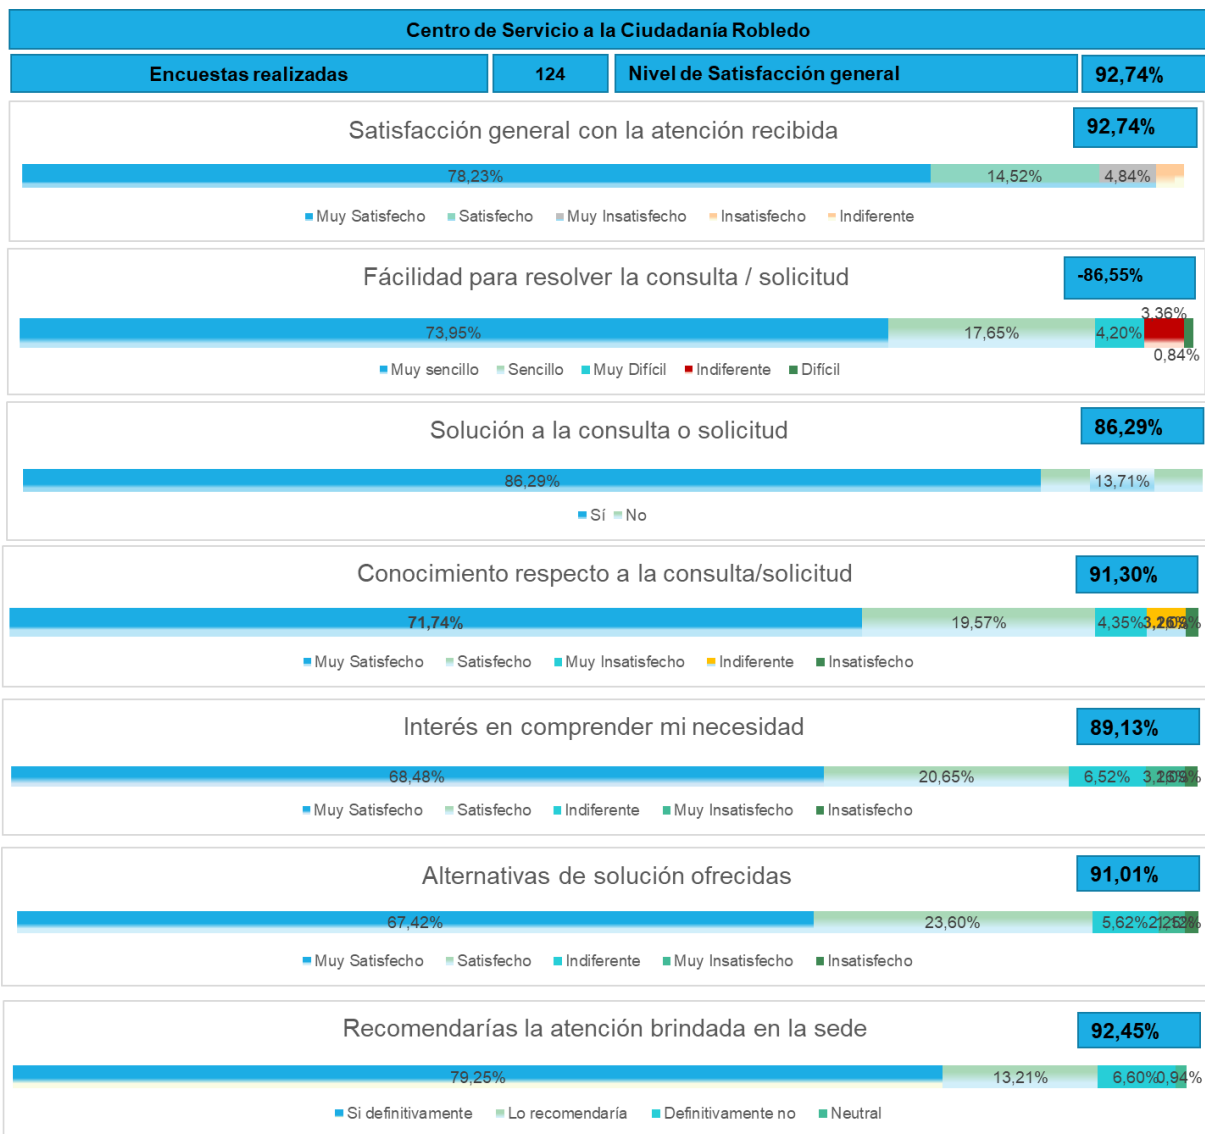 Centro de Servicio a la Ciudadanía Robledo
Encuestas realizadas 124 Nivel de Satisfacción general 92,74%
Satisfacción general con la atención recibida 92,74%
78,23% 14,52% 4,84%
Muy Satisfecho Satisfecho Muy Insatisfecho Insatisfecho Indiferente
Fácilidad para resolver la consulta / solicitud -86,55%
73,95% 17,65% 4,20% 3,36% 0,84%
Muy sencillo Sencillo Muy Difícil Indiferente Difícil
Solución a la consulta o solicitud 86,29%
86,29% 13,71%
Sí No
Conocimiento respecto a la consulta/solicitud 91,30%
71,74% 19,57% 4,35%
Muy Satisfecho Satisfecho Muy Insatisfecho Indiferente Insatisfecho
Interés en comprender mi necesidad 89,13%
68,48% 20,65% 6,52%
Muy Satisfecho Satisfecho Indiferente Muy Insatisfecho Insatisfecho
Alternativas de solución ofrecidas 91,01%
67,42% 23,60% 5,62%
Muy Satisfecho Satisfecho Indiferente Muy Insatisfecho Insatisfecho
Recomendarías la atención brindada en la sede 92,45%
79,25% 13,21% 6,60% 0,94%
Si definitivamente Lo recomendaría Definitivamente no Neutral